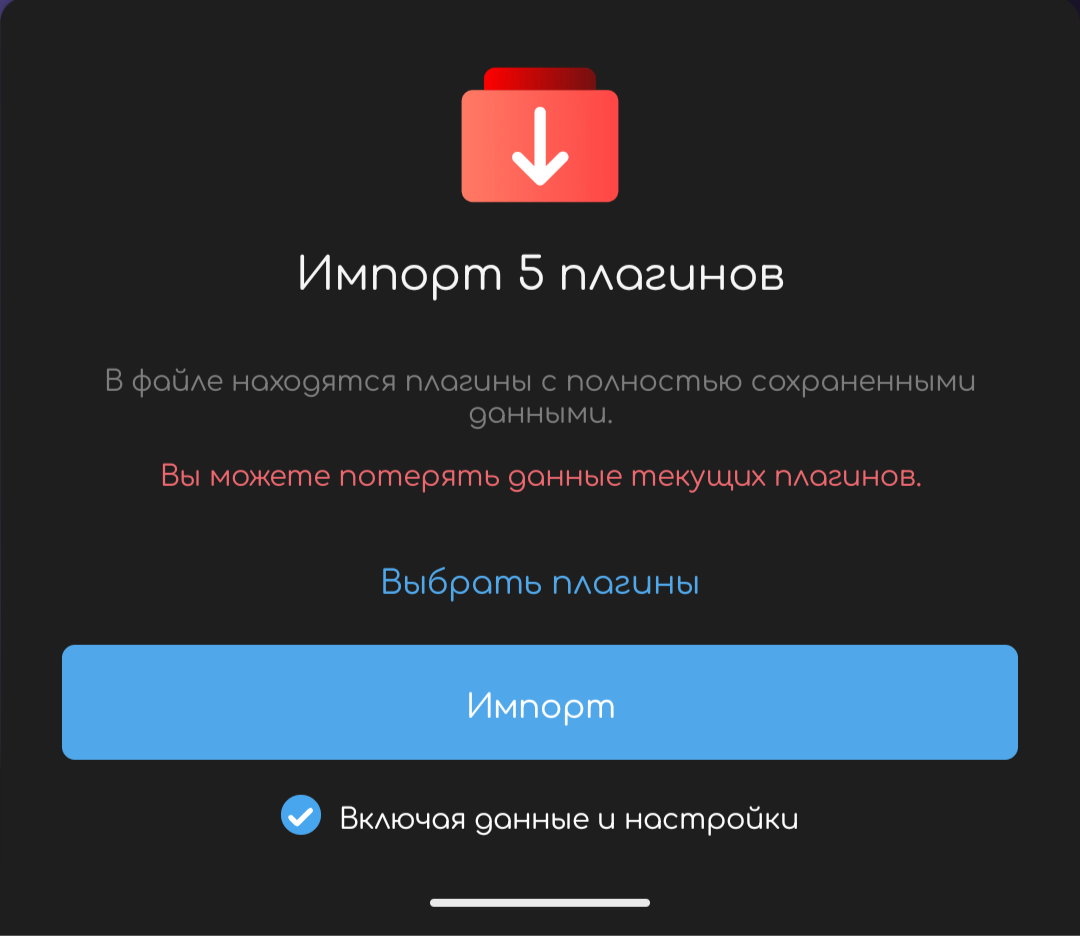 Импорт 5 плагинов
В файле находятся плагины с полностью сохраненными
данными.
Вы можете потерять данные текущих плагинов.
Выбрать плагины
Импорт
Включая данные и настройки